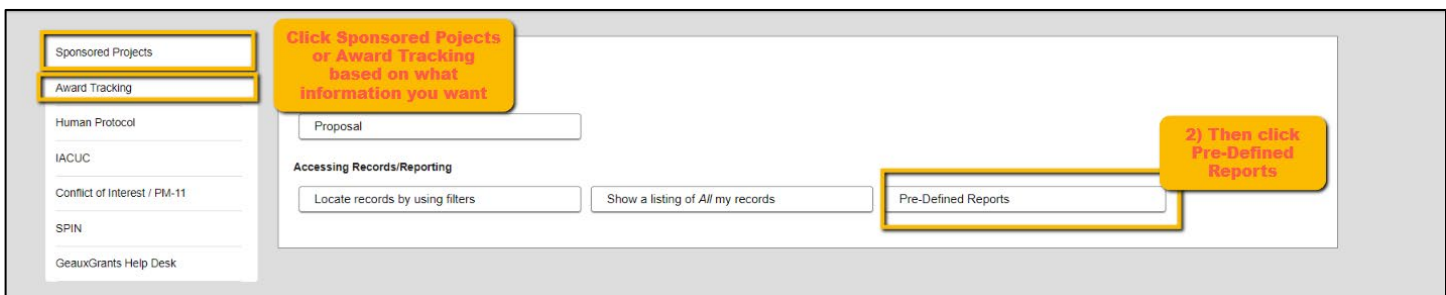 Sponsored Projects
Award Tracking
Human Protocol
IACUC
Conflict of Interest / PM-11
SPIN
GeauxGrants Help Desk
Click Sponsored Pojects
or Award Tracking
based on what
information you want
Proposal
Accessing Records/Reporting
Locate records by using filters
Show a listing of All my records
Pre-Defined Reports
2) Then click
Pre-Defined
Reports